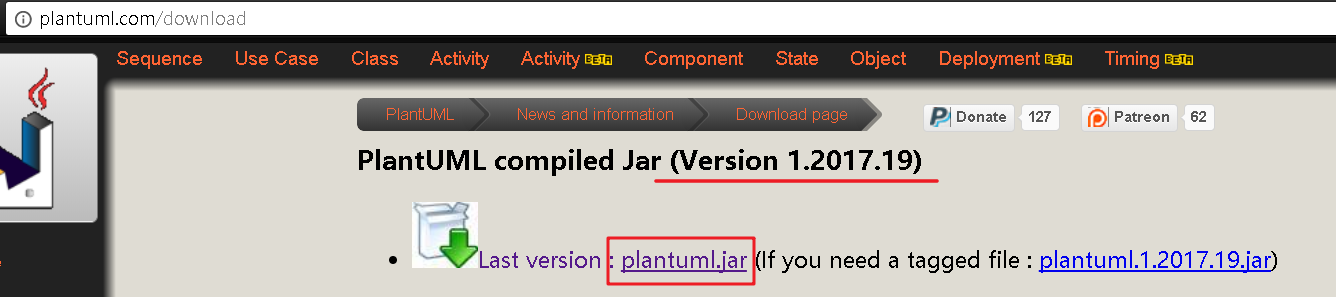 plantuml.com/download
Sequence Use Case Class Activity Activity BETA Component State Object Deployment BETA Timing BETA
PlantUML News and information Download page Donate 127 Patreon 62
PlantUML compiled Jar (Version 1.2017.19)
Last version : plantuml.jar (If you need a tagged file : plantuml.1.2017.19.jar)